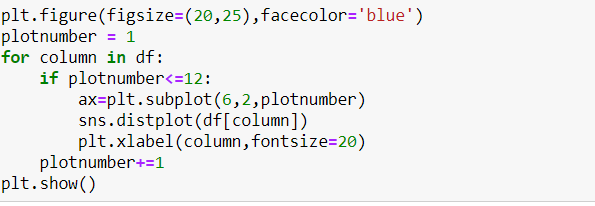 plt.figure(figsize=(20,25),facecolor='blue')
plotnumber = 1
for column in df:
    if plotnumber<=12:
        ax=plt.subplot(6,2,plotnumber)
        sns.distplot(df[column])
        plt.xlabel(column,fontsize=20)
    plotnumber+=1
plt.show()